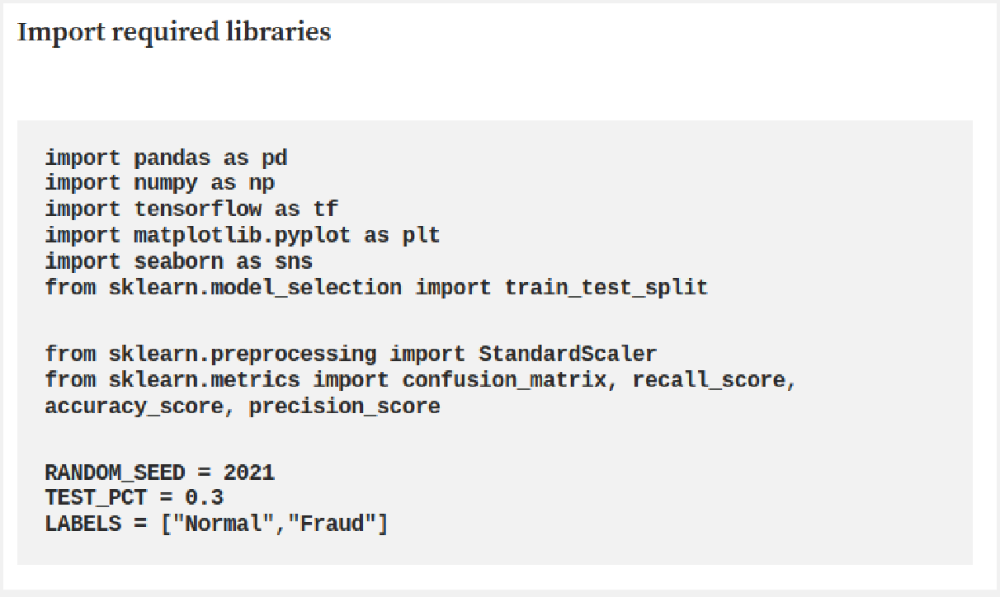 Import required libraries
import pandas as pd
import numpy as np
import tensorflow as tf
import matplotlib.pyplot as plt
import seaborn as sns
from sklearn.model_selection import train_test_split
from sklearn.preprocessing import StandardScaler
from sklearn.metrics import confusion_matrix, recall_score,
accuracy_score, precision_score
RANDOM_SEED = 2021
TEST_PCT = 0.3
LABELS = ["Normal","Fraud"]